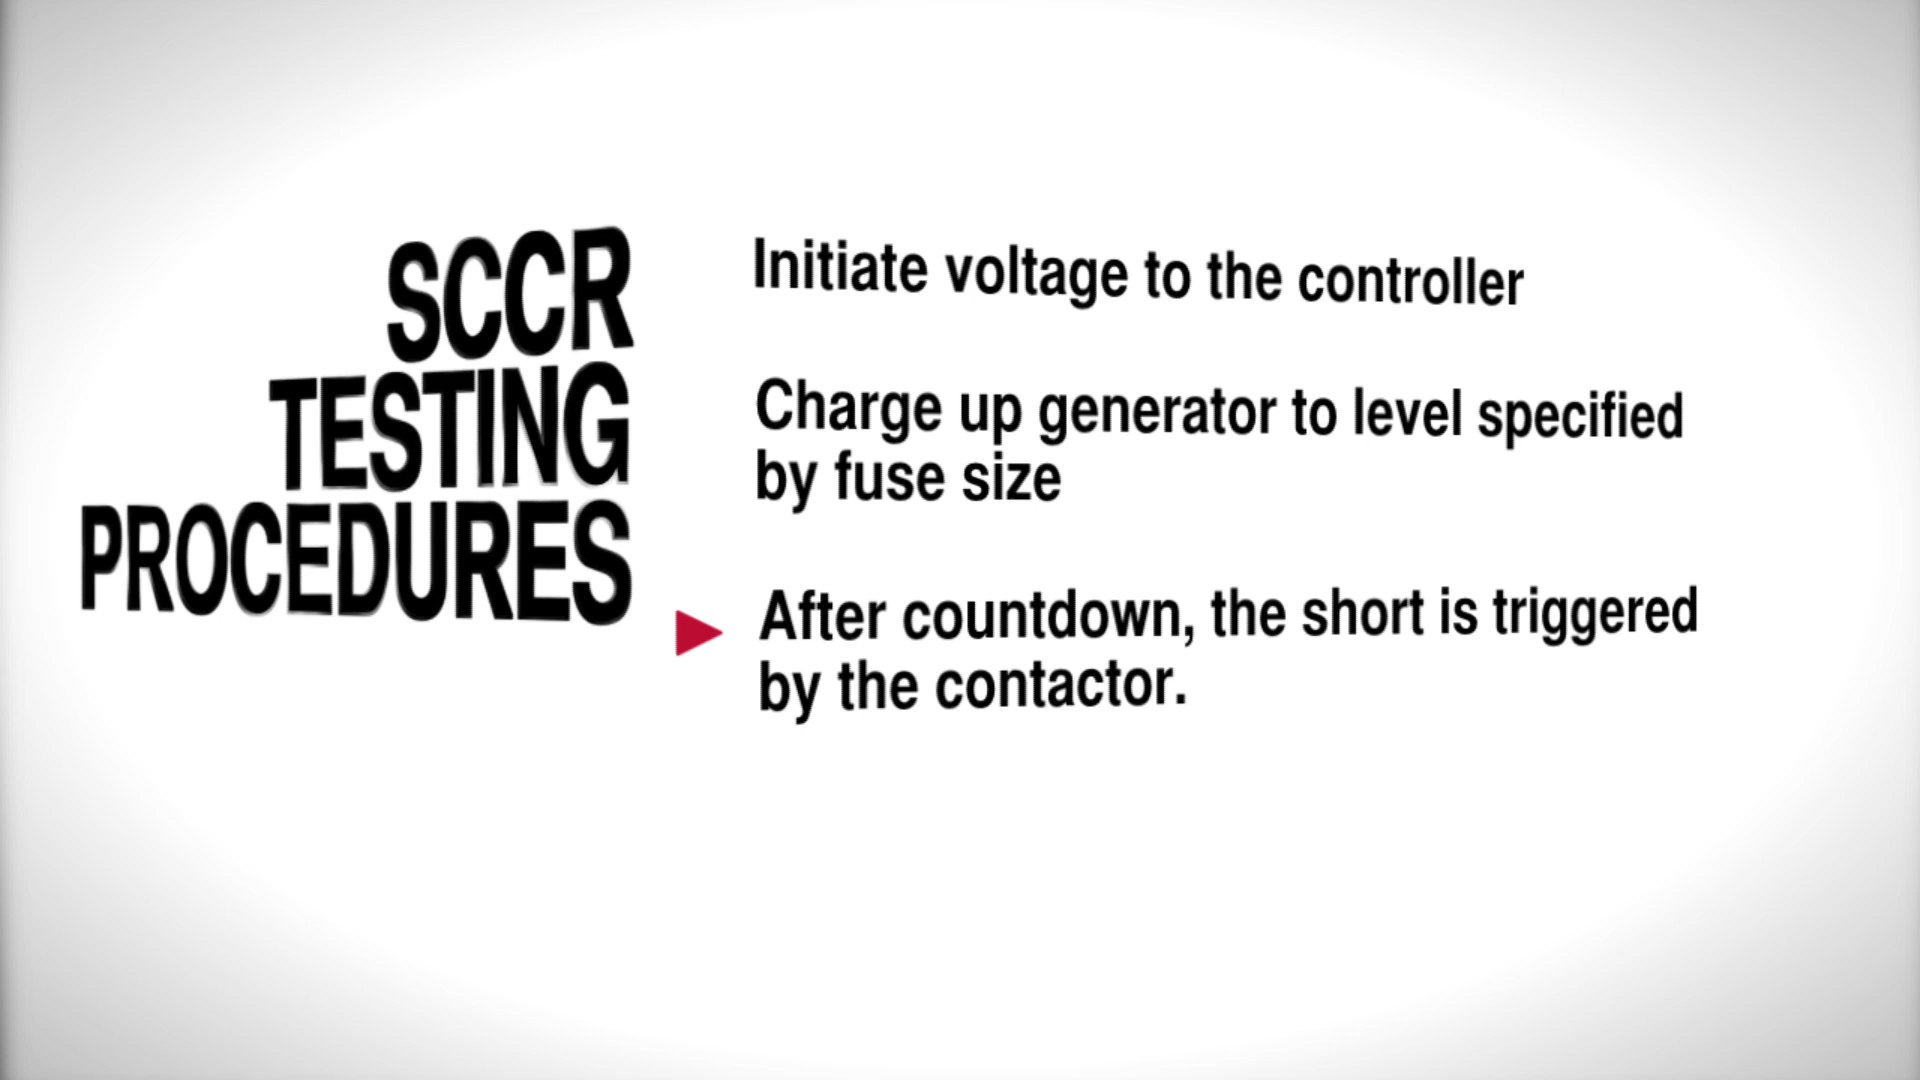 SCCR
TESTING
PROCEDURES
Initiate voltage to the controller
Charge up generator to level specified
by fuse size
After countdown, the short is triggered
by the contactor.